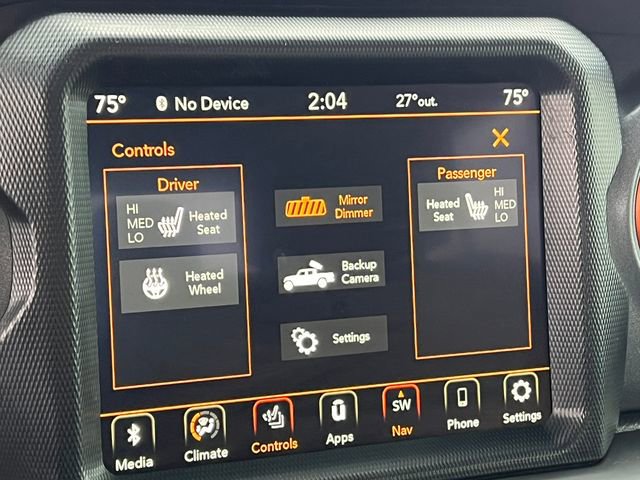 75° No Device 2:04 27°out. 75°
Controls
Driver
HI
MED
LO
Heated
Seat
Heated
Wheel
Mirror
Dimmer
Backup
Camera
Settings
Passenger
Heated
Seat
HI
MED
LO
SW
Media Climate Controls Apps Nav Phone Settings